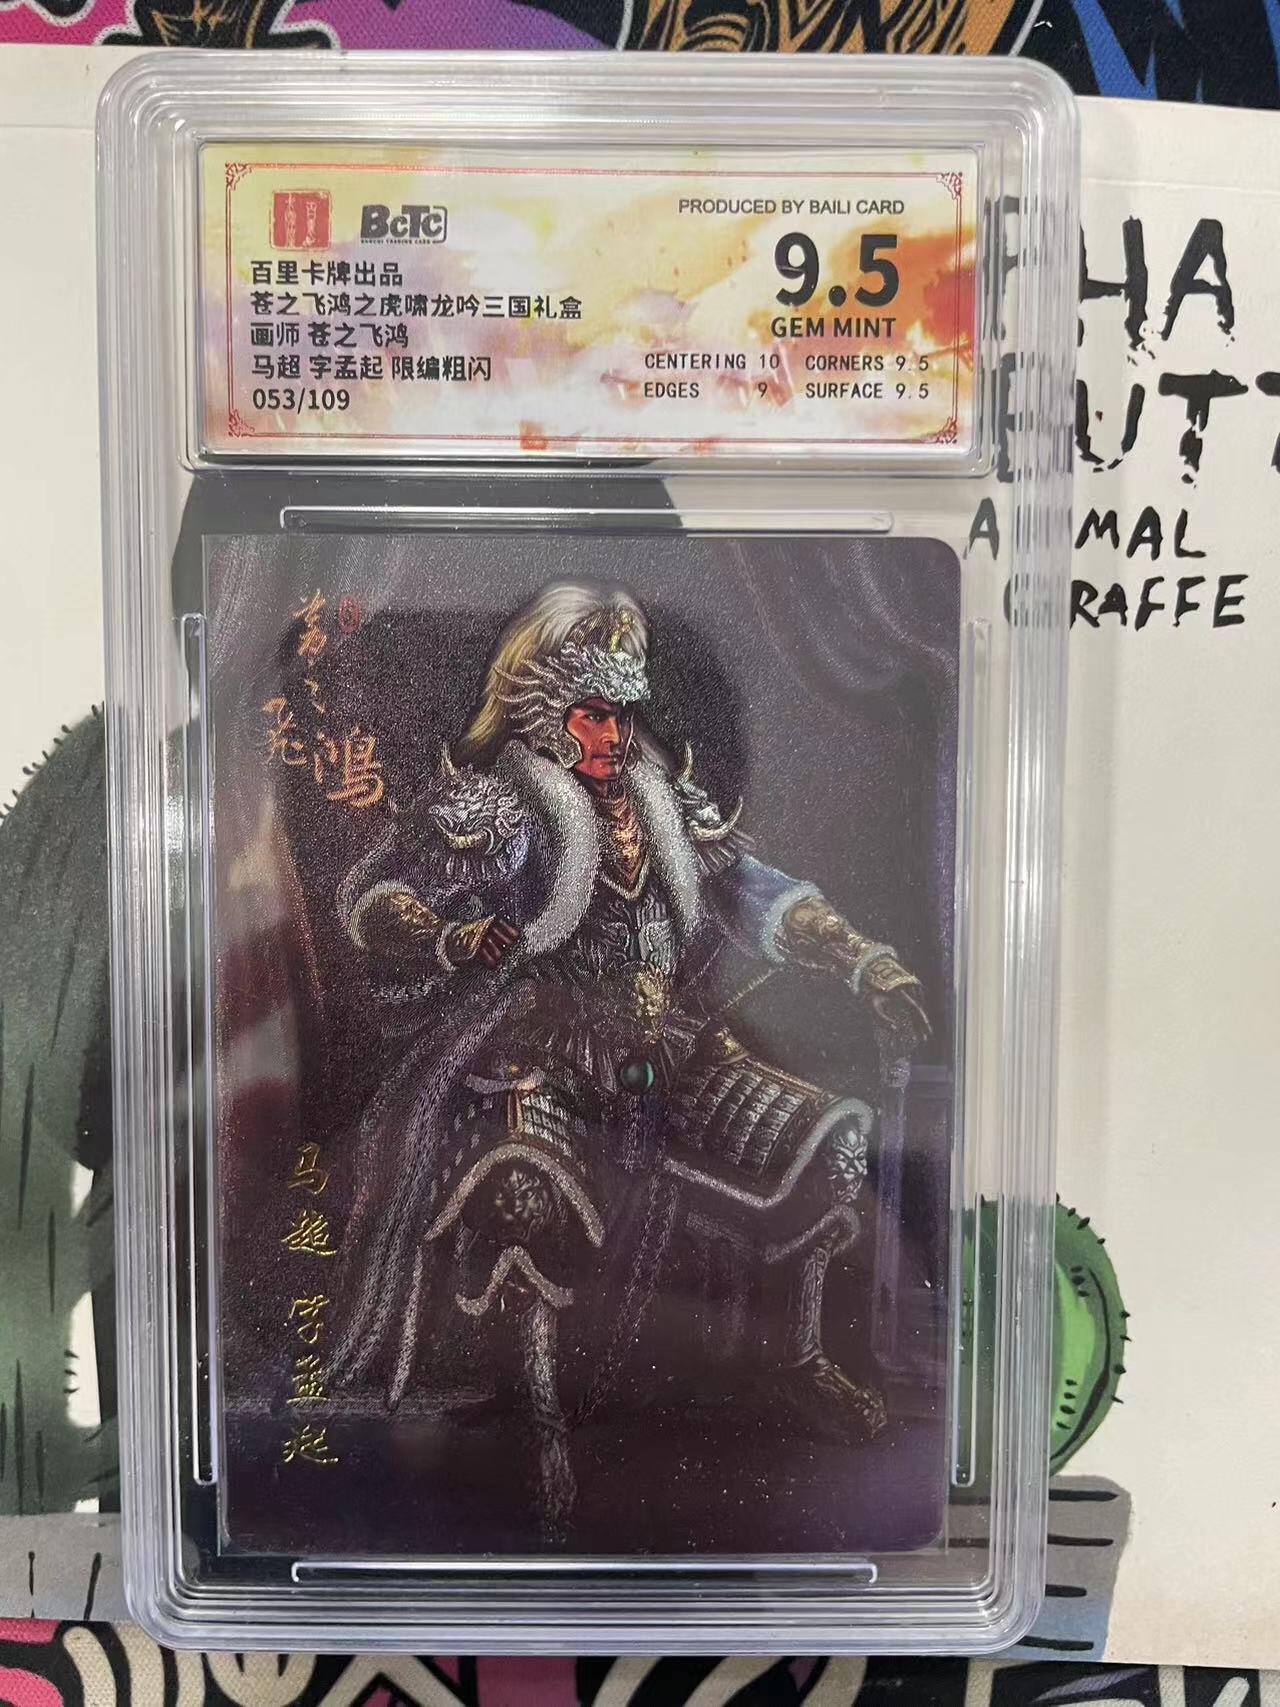 BCTC
PRODUCED BY BAILI CARD
百里卡牌出品
苍之飞鸿之虎啸龙吟三国礼盒
画师 苍之飞鸿
马超 字孟起 限编粗闪
053/109
9.5
GEM MINT
CENTERING 10 CORNERS 9.5
EDGES 9 SURFACE 9.5
苍之飞鸿
马超 字孟起
MAL
RAFFE